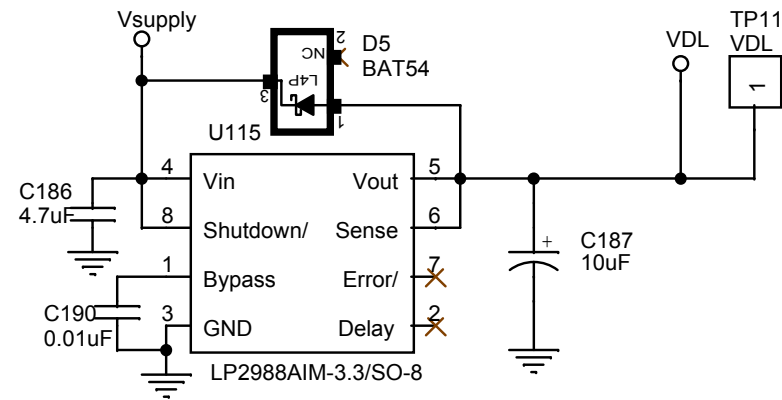 Vsupply
TP11
VDL
VDL
2
NC
D5
BAT54
L4P
3
1
1
U115
4
Vin
Vout
5
C186
4.7uF
8
Shutdown/
Sense
6
1
Bypass
Error/
7
C187
10uF
+
C190
0.01uF
3
GND
Delay
2
LP2988AIM-3.3/SO-8